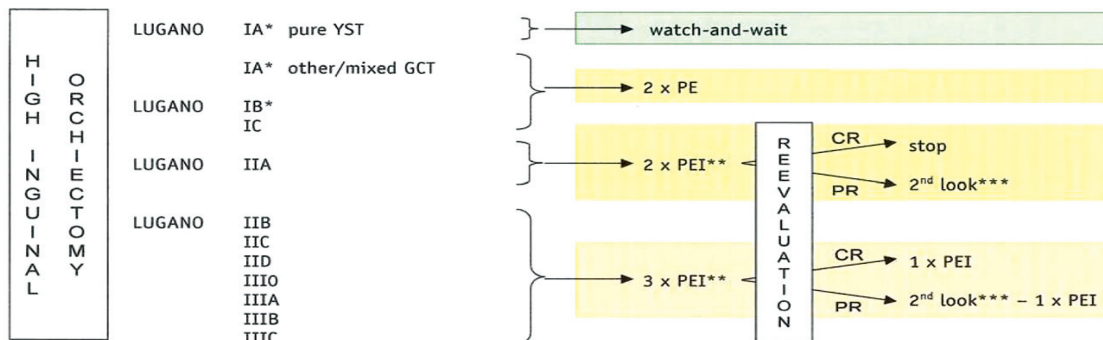 HIGH INGUINAL
ORCHIECTOMY
LUGANO IA* pure YST
watch-and-wait
IA* other/mixed GCT
2 x PE
LUGANO IB*
IC
LUGANO IIA
2 x PEI**
REEVALUATION
CR
stop
PR
2nd look***
LUGANO IIB
IIC
IID
IIIO
IIIA
IIIB
IIIC
3 x PEI**
CR
1 x PEI
PR
2nd look*** – 1 x PEI